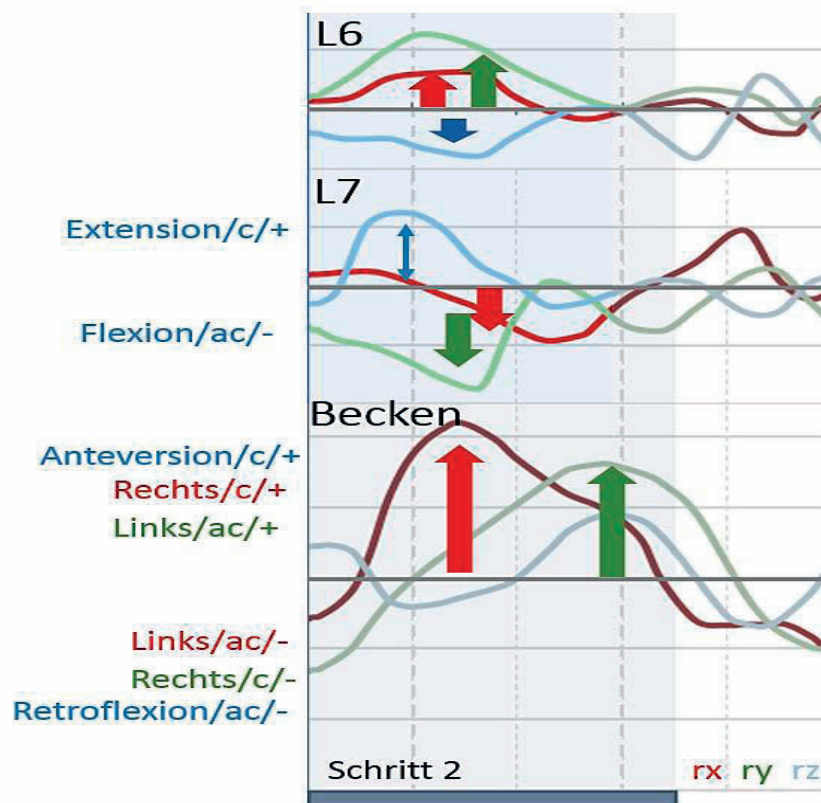 L6
L7
Extension/c/+
Flexion/ac/-
Becken
Anteversion/c/+
Rechts/c/+
Links/ac/+
Links/ac/-
Rechts/c/-
Retroflexion/ac/-
Schritt 2
rx ry rz